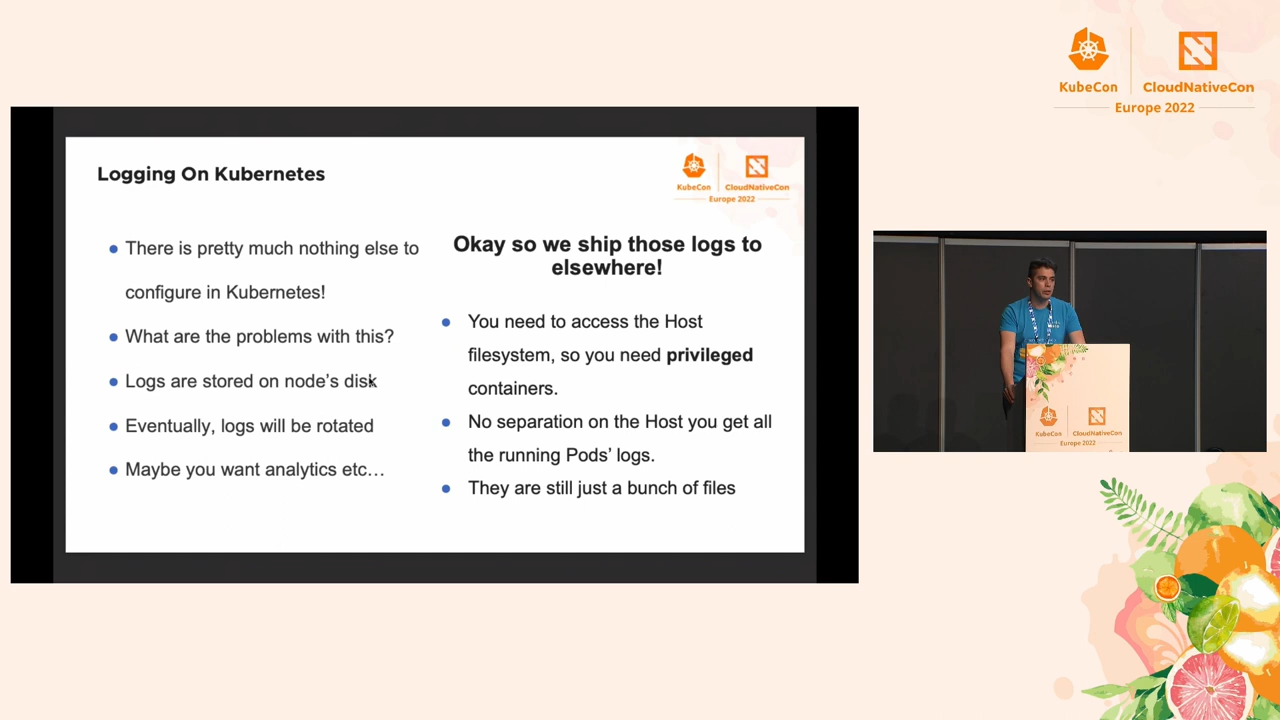 KubeCon
CloudNativeCon
Europe 2022
Logging On Kubernetes
KubeCon
CloudNativeCon
Europe 2022
There is pretty much nothing else to
configure in Kubernetes!
What are the problems with this?
Logs are stored on node's disk
Eventually, logs will be rotated
Maybe you want analytics etc…
Okay so we ship those logs to
elsewhere!
You need to access the Host
filesystem, so you need privileged
containers.
No separation on the Host you get all
the running Pods' logs.
They are still just a bunch of files
KubeCon
CloudNativeCon
Europe 2022